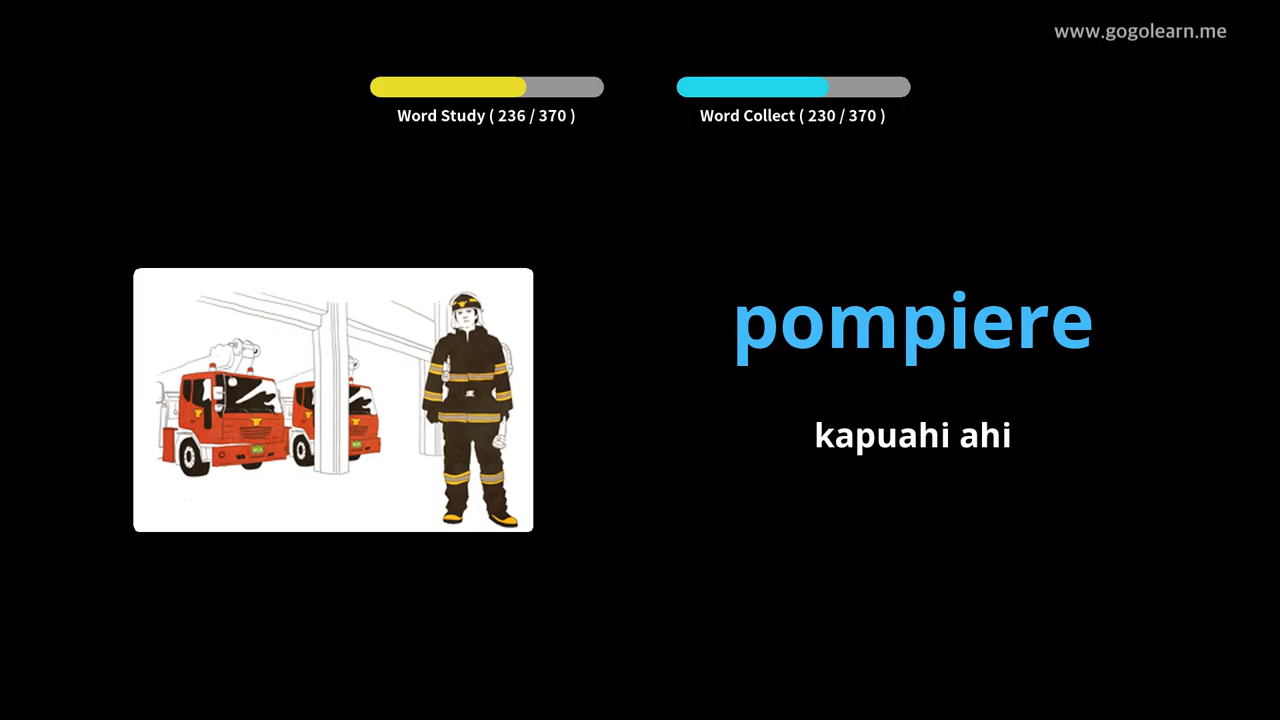 www.gogolearn.me
Word Study ( 236 / 370 )
Word Collect ( 230 / 370 )
pompiere
kapuahi ahi